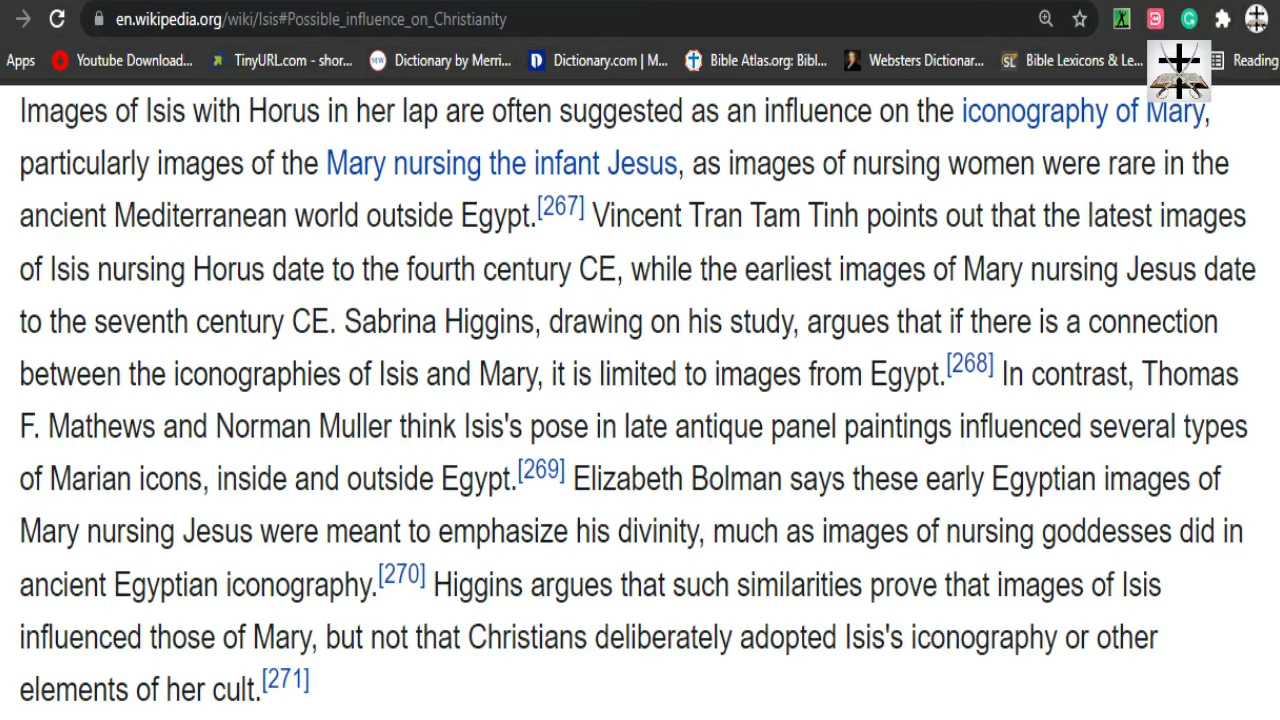 en.wikipedia.org/wiki/Isis#Possible_influence_on_Christianity
Apps Youtube Download... TinyURL.com - shor... MW Dictionary by Merri... D Dictionary.com | M... Bible Atlas.org: Bibl... Websters Dictionar... SL Bible Lexicons & Le... Reading
Images of Isis with Horus in her lap are often suggested as an influence on the iconography of Mary,
particularly images of the Mary nursing the infant Jesus, as images of nursing women were rare in the
ancient Mediterranean world outside Egypt.[267] Vincent Tran Tam Tinh points out that the latest images
of Isis nursing Horus date to the fourth century CE, while the earliest images of Mary nursing Jesus date
to the seventh century CE. Sabrina Higgins, drawing on his study, argues that if there is a connection
between the iconographies of Isis and Mary, it is limited to images from Egypt.[268] In contrast, Thomas
F. Mathews and Norman Muller think Isis's pose in late antique panel paintings influenced several types
of Marian icons, inside and outside Egypt.[269] Elizabeth Bolman says these early Egyptian images of
Mary nursing Jesus were meant to emphasize his divinity, much as images of nursing goddesses did in
ancient Egyptian iconography.[270] Higgins argues that such similarities prove that images of Isis
influenced those of Mary, but not that Christians deliberately adopted Isis's iconography or other
elements of her cult.[271]